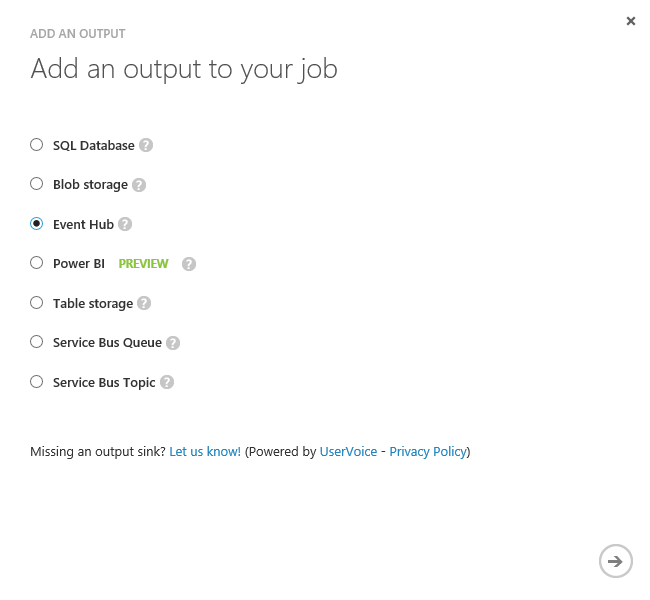 ADD AN OUTPUT
Add an output to your job
SQL Database ?
Blob storage ?
Event Hub ?
Power BI PREVIEW ?
Table storage ?
Service Bus Queue ?
Service Bus Topic ?
Missing an output sink? Let us know! (Powered by UserVoice - Privacy Policy)